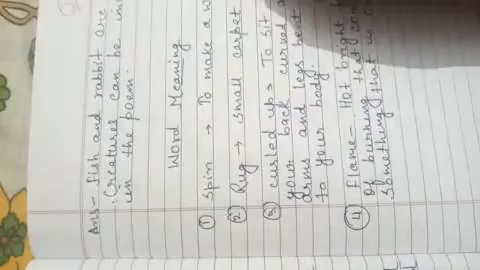 Ans- Fish and rabbit are
Creatures can be
in the poem.
Word Meaning
① Spin → To make a
② Rug → small carpet
③ curled up → To sit
your back curved
arms and legs bent
to your body.
④ Flame - Hot bright
of burning that
something that is